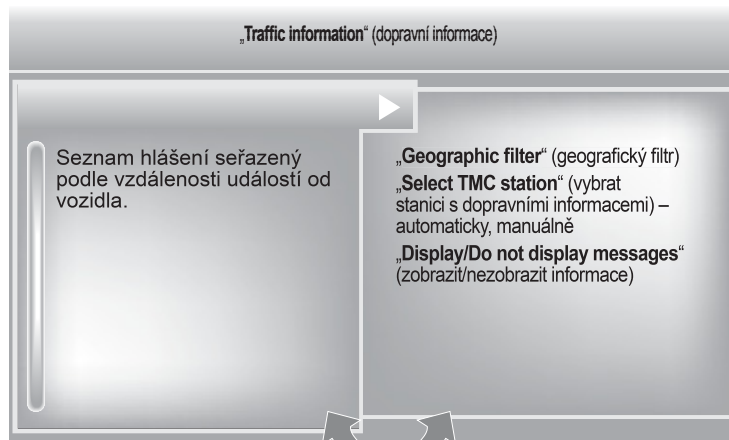 „Traffic information“ (dopravní informace)
Seznam hlášení seřazený
podle vzdálenosti událostí od
vozidla.
„Geographic filter“ (geografický filtr)
„Select TMC station“ (vybrat
stanici s dopravními informacemi) –
automaticky, manuálně
„Display/Do not display messages“
(zobrazit/nezobrazit informace)